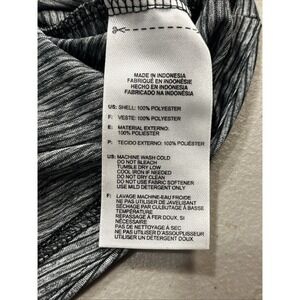 MADE IN INDONESIA
FABRIQUÉ EN INDONÉSIE
HECHO EN INDONESIA
FABRICADO NA INDONÉSIA
US: SHELL: 100% POLYESTER
F: VESTE: 100% POLYESTER
E: MATERIAL EXTERNO:
100% POLIÉSTER
P: TECIDO EXTERNO: 100% POLIÉSTER
US: MACHINE WASH COLD
DO NOT BLEACH
TUMBLE DRY LOW
COOL IRON IF NEEDED
DO NOT DRY CLEAN
DO NOT USE FABRIC SOFTENER
USE MILD DETERGENT ONLY
F: LAVAGE MACHINE-EAU FROIDE
NE PAS UTILISER DE JAVELISANT
SÉCHAGE PAR CULBUTAGE À BASSE
TEMPÉRATURE
REPASSAGE À FER DOUX, SI
NÉCESSAIRE
NE PAS NETTOYER À SEC
NE PAS UTILISER D'ASSOUPLISSEUR
UTILISER UN DÉTERGENT DOUX